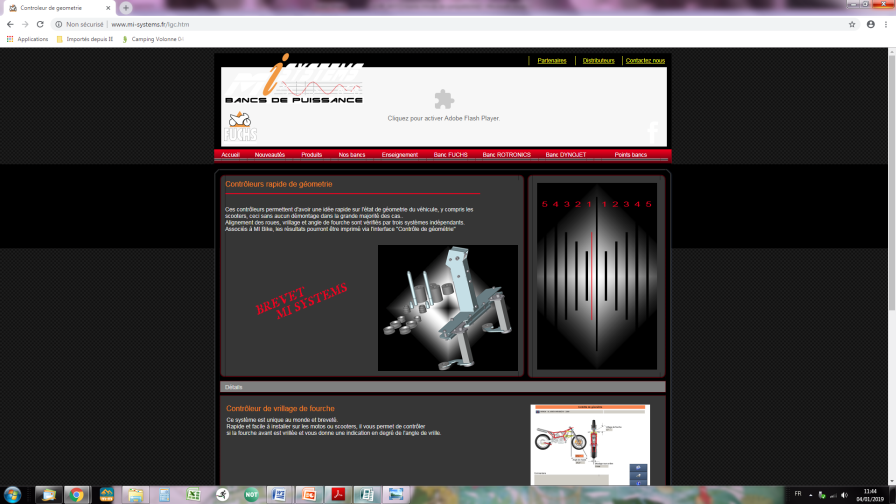 Controleur de geometrie
Non sécurisé | www.mi-systems.fr/lgc.htm
Applications
Importés depuis IE
Camping Volonne 04
Partenaires
Distributeurs
Contactez nous
Mi SYSTEMS
BANCS DE PUISSANCE
FUCHS
Cliquez pour activer Adobe Flash Player.
f
Accueil Nouveautés Produits Nos bancs Enseignement Banc FUCHS Banc ROTRONICS Banc DYNOJET Points bancs
Contrôleurs rapide de géometrie
Ces contrôleurs permettent d'avoir une idée rapide sur l'état de géometrie du véhicule, y compris les
scooters, ceci sans aucun démontage dans la grande majorité des cas..
Alignement des roues, vrillage et angle de fourche sont vérifiés par trois systèmes indépendants.
Associés à MI Bike, les résultats pourront être imprimé via l'interface "Contrôle de géométrie"
BREVET
MI SYSTEMS
5 4 3 2 1 1 2 3 4 5
Détails
Contrôleur de vrillage de fourche
Ce système est unique au monde et breveté.
Rapide et facile à installer sur les motos ou scooters, il vous permet de contrôler
si la fourche avant est vrillée et vous donne une indication en degré de l'angle de vrille.
NOT
FR
11:44
04/01/2019